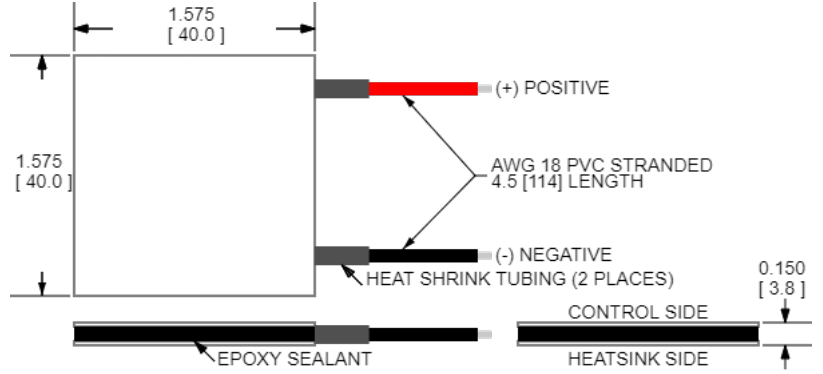 1.575
[ 40.0 ]
(+) POSITIVE
1.575
[ 40.0 ]
AWG 18 PVC STRANDED
4.5 [114] LENGTH
(-) NEGATIVE
HEAT SHRINK TUBING (2 PLACES)
0.150
[ 3.8 ]
CONTROL SIDE
EPOXY SEALANT
HEATSINK SIDE